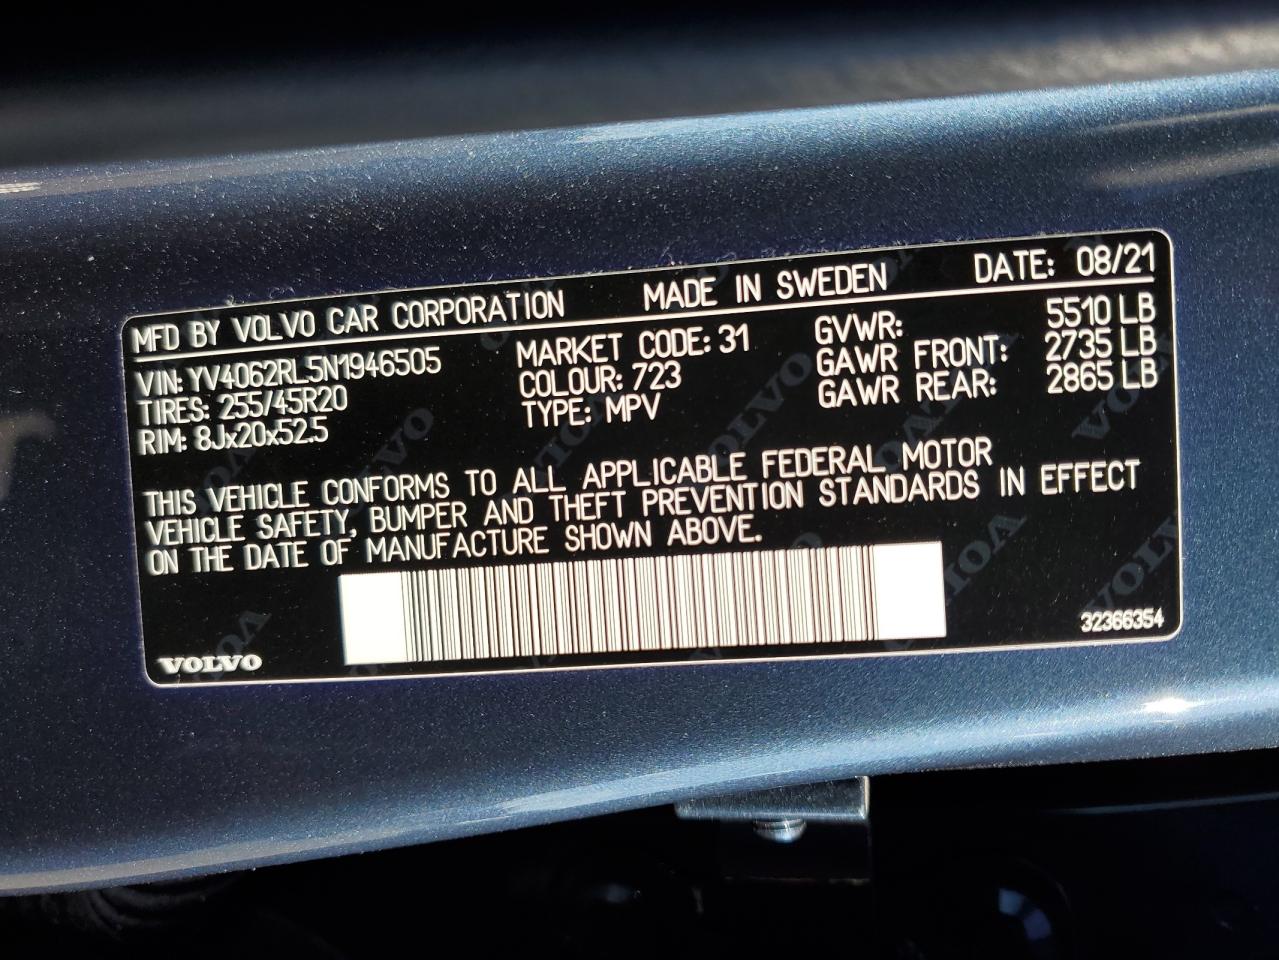 MFD BY VOLVO CAR CORPORATION MADE IN SWEDEN DATE: 08/21
VIN: YV4062RL5N1946505 MARKET CODE: 31 GVWR: 5510 LB
TIRES: 255/45R20 COLOUR: 723 GAWR FRONT: 2735 LB
RIM: 8Jx20x52.5 TYPE: MPV GAWR REAR: 2865 LB
THIS VEHICLE CONFORMS TO ALL APPLICABLE FEDERAL MOTOR
VEHICLE SAFETY, BUMPER AND THEFT PREVENTION STANDARDS IN EFFECT
ON THE DATE OF MANUFACTURE SHOWN ABOVE.
32366354
VOLVO